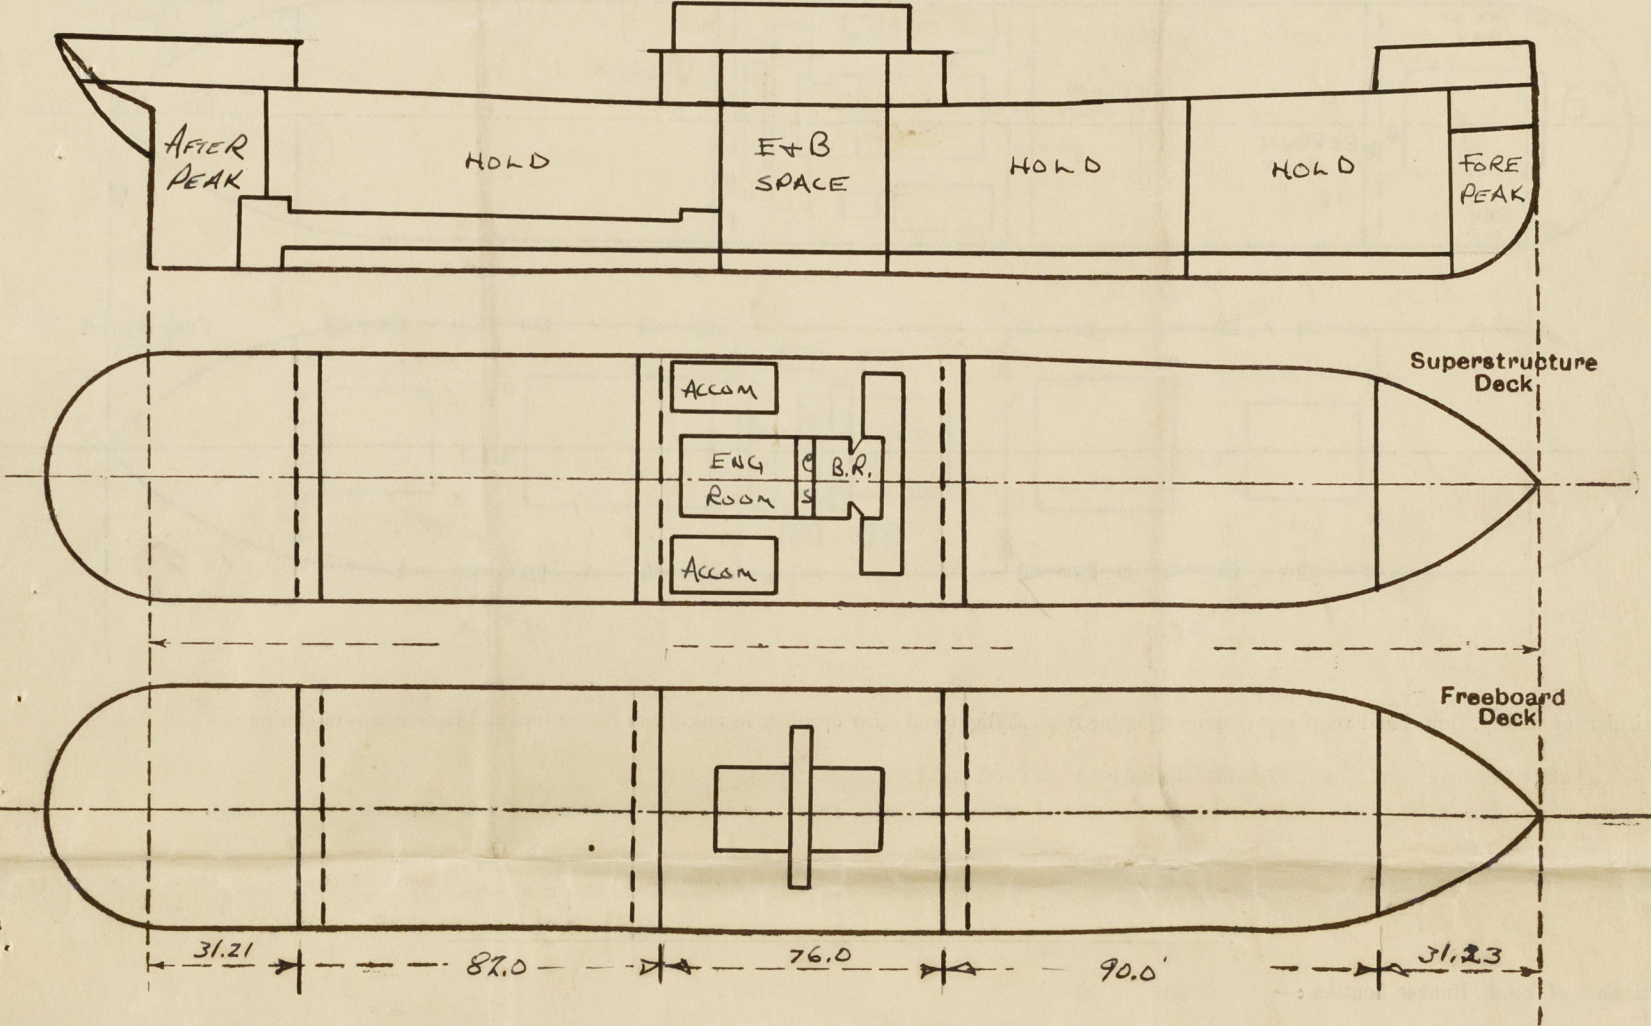 AFTER
PEAK
HOLD
E+B
SPACE
HOLD
HOLD
FORE
PEAK
Superstructure
Deck
ACCOM
ENG
ROOM
C
S
B.R.
ACCOM
Freeboard
Deck
31.21
82.0
76.0
90.0'